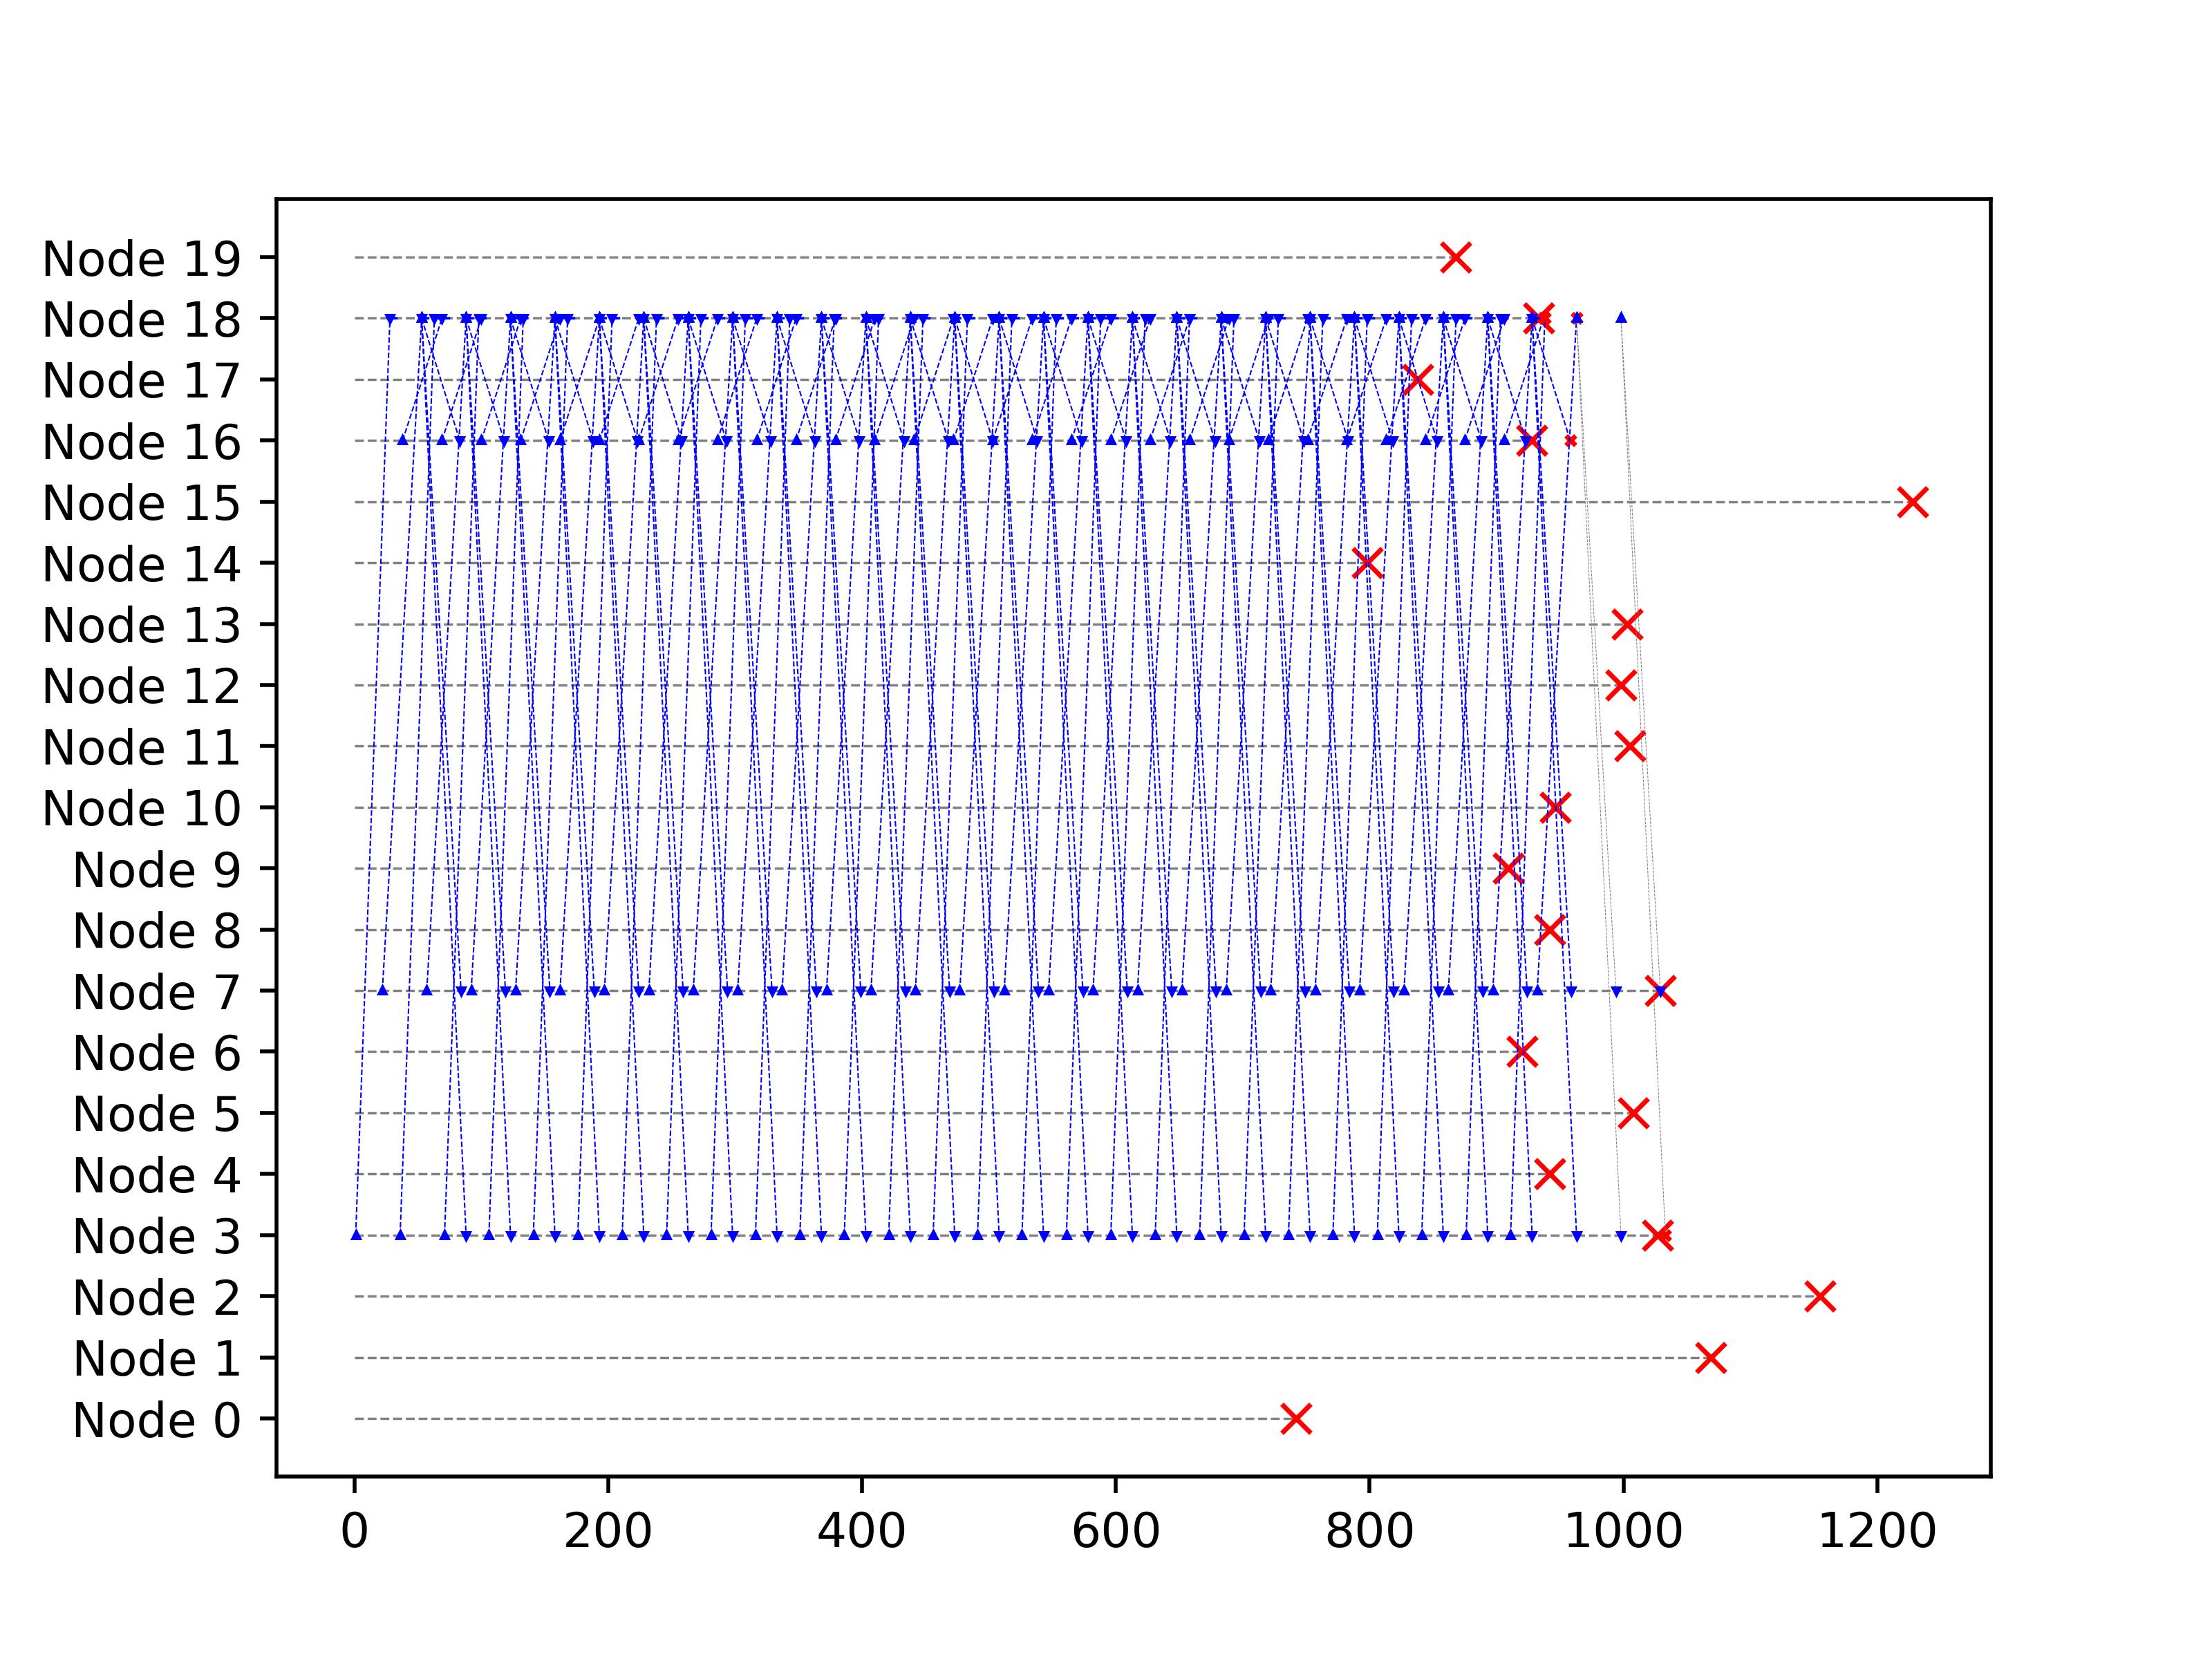 Node 19
Node 18
Node 17
Node 16
Node 15
Node 14
Node 13
Node 12
Node 11
Node 10
Node 9
Node 8
Node 7
Node 6
Node 5
Node 4
Node 3
Node 2
Node 1
Node 0
0 200 400 600 800 1000 1200